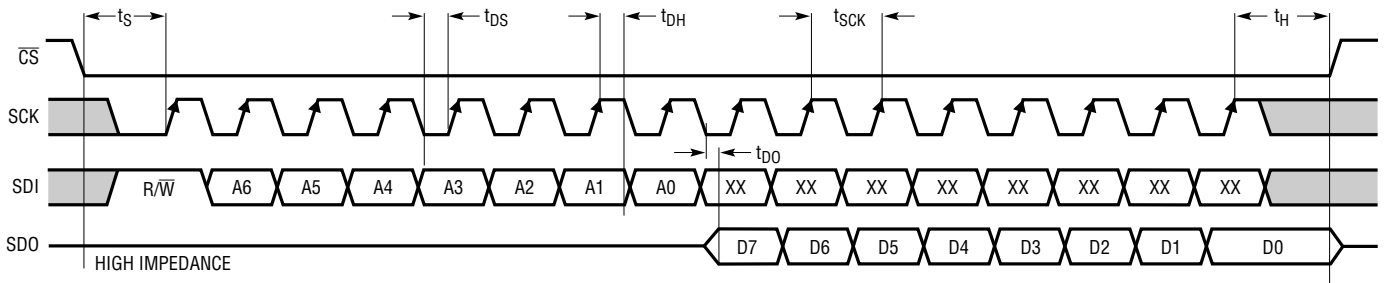 tS tDS tDH tSCK tH
CS
SCK
tDO
SDI R/W A6 A5 A4 A3 A2 A1 A0 XX XX XX XX XX XX XX XX
SDO D7 D6 D5 D4 D3 D2 D1 D0
HIGH IMPEDANCE